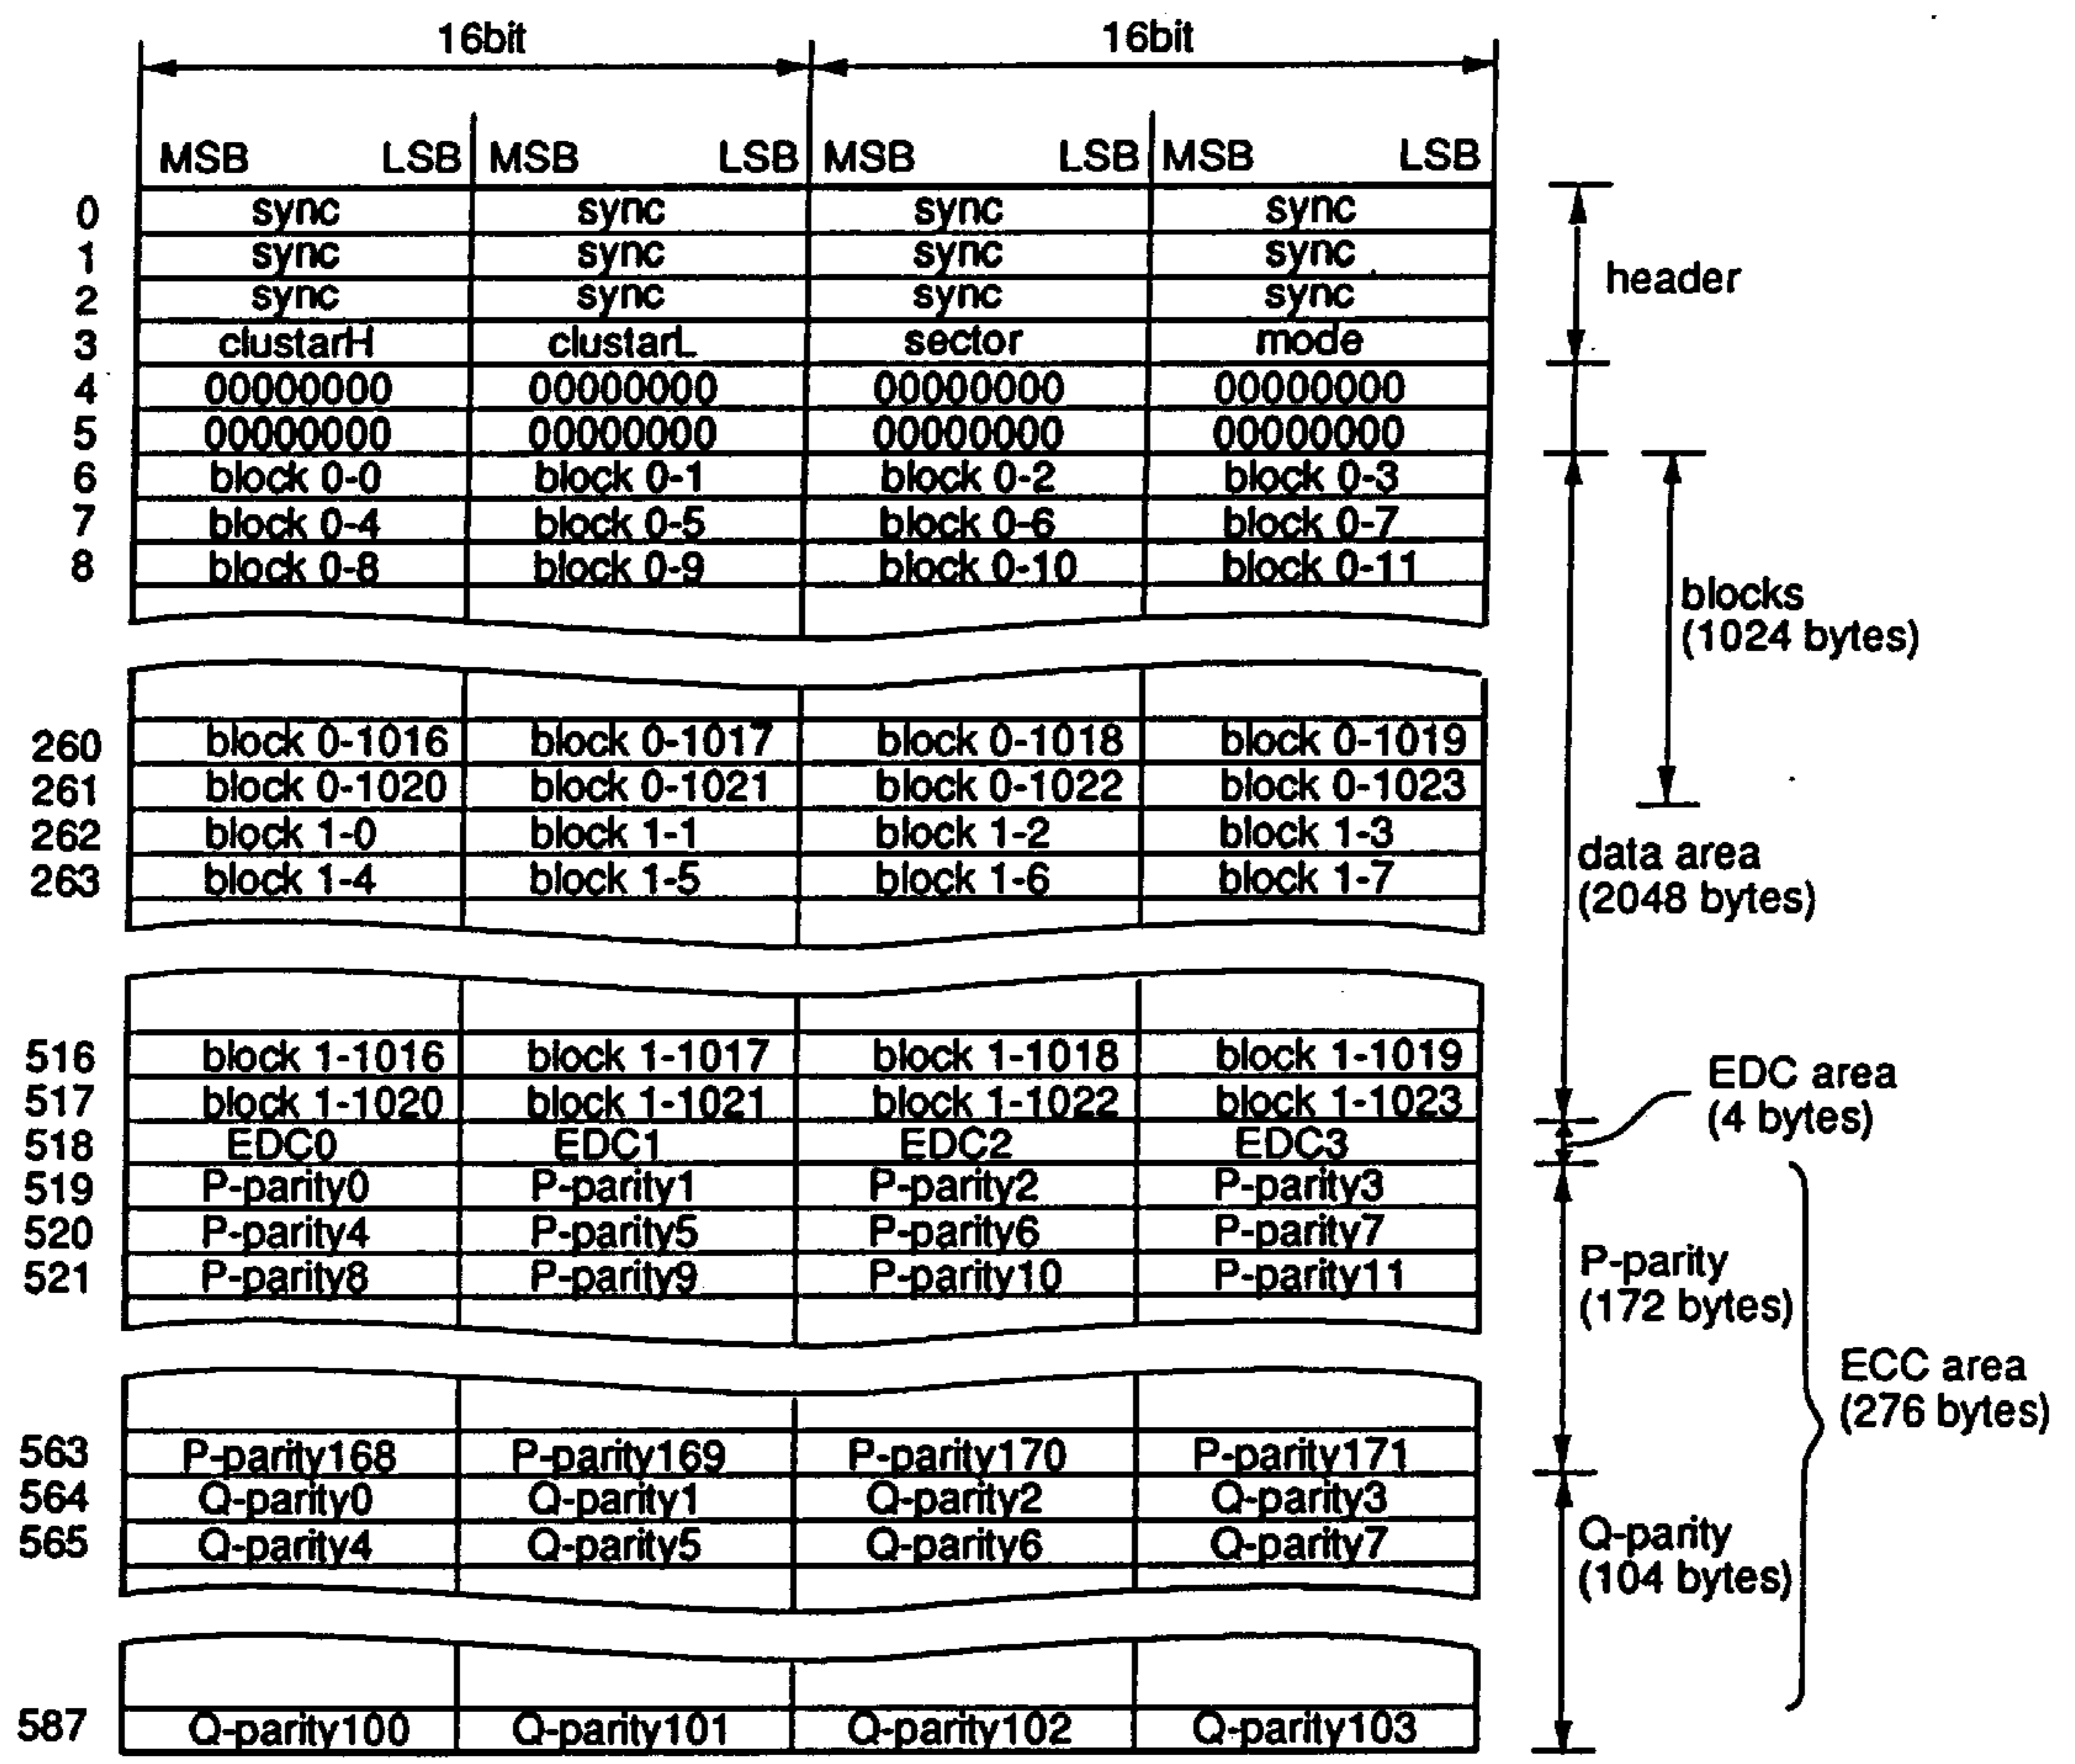 16bit 16bit
MSB LSB MSB LSB MSB LSB MSB LSB
0 sync sync sync sync
1 sync sync sync sync
2 sync sync sync sync
header
3 clustarH clustarL sector mode
4 00000000 00000000 00000000 00000000
5 00000000 00000000 00000000 00000000
6 block 0-0 block 0-1 block 0-2 block 0-3
7 block 0-4 block 0-5 block 0-6 block 0-7
8 block 0-8 block 0-9 block 0-10 block 0-11
blocks
(1024 bytes)
260 block 0-1016 block 0-1017 block 0-1018 block 0-1019
261 block 0-1020 block 0-1021 block 0-1022 block 0-1023
262 block 1-0 block 1-1 block 1-2 block 1-3
263 block 1-4 block 1-5 block 1-6 block 1-7
data area
(2048 bytes)
516 block 1-1016 block 1-1017 block 1-1018 block 1-1019
517 block 1-1020 block 1-1021 block 1-1022 block 1-1023
EDC area
(4 bytes)
518 EDC0 EDC1 EDC2 EDC3
519 P-parity0 P-parity1 P-parity2 P-parity3
520 P-parity4 P-parity5 P-parity6 P-parity7
521 P-parity8 P-parity9 P-parity10 P-parity11
P-parity
(172 bytes)
ECC area
(276 bytes)
563 P-parity168 P-parity169 P-parity170 P-parity171
564 Q-parity0 Q-parity1 Q-parity2 Q-parity3
565 Q-parity4 Q-parity5 Q-parity6 Q-parity7
Q-parity
(104 bytes)
587 Q-parity100 Q-parity101 Q-parity102 Q-parity103